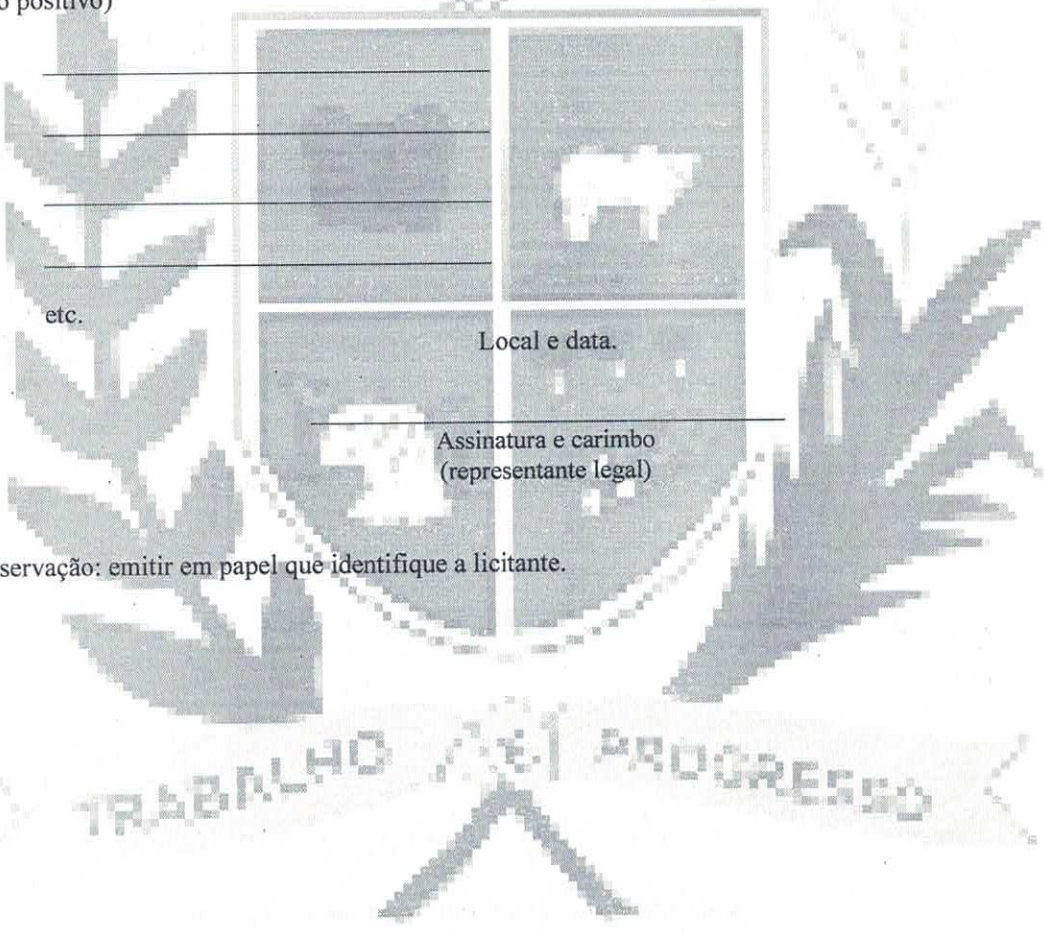 o positivo)
etc.
Local e data.
Assinatura e carimbo
(representante legal)
servação: emitir em papel que identifique a licitante.
TRABALHO PROGRESSO